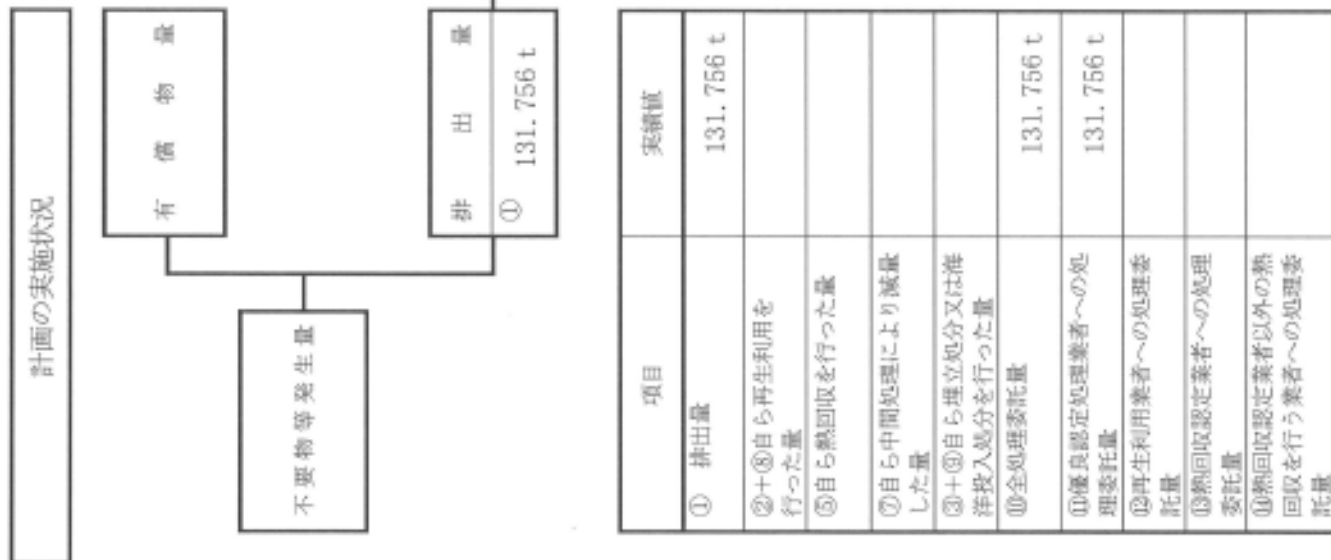 計画の実施状況
有償物量
不要物等発生量
排出量
① 131.756 t
項目 実績値
① 排出量 131.756 t
②+⑧自ら再生利用を
行った量
⑤自ら熱回収を行った量
⑦自ら中間処理により減量
した量
③+⑨自ら埋立処分又は海
洋投入処分を行った量
⑩全処理委託量 131.756 t
⑪優良認定処理業者への処
理委託量 131.756 t
⑫再生利用業者への処理委
託量
⑬熱回収認定業者への処理
委託量
⑭熱回収認定業者以外の熱
回収を行う業者への処理委
託量